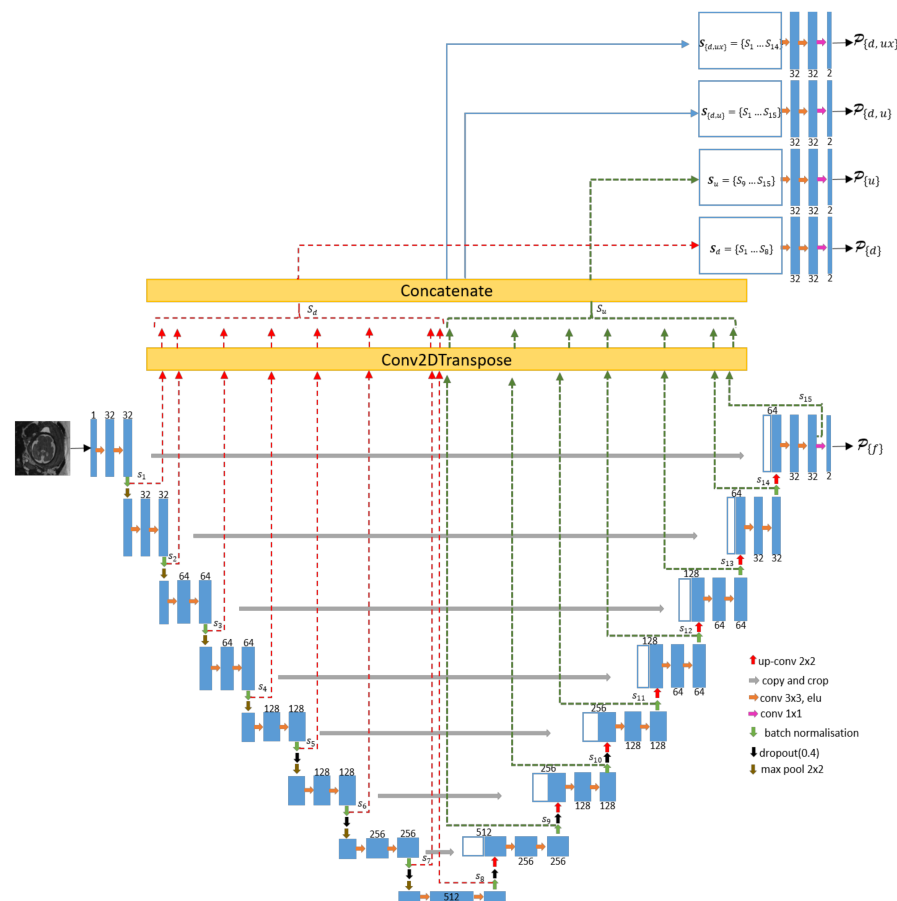 𝑺{d,ux} = {S1 ... S14}
32
32
2
𝒫{d, ux}
𝑺{d,u} = {S1 ... S15}
32
32
2
𝒫{d, u}
𝑺u = {S9 ... S15}
32
32
2
𝒫{u}
𝑺d = {S1 ... S8}
32
32
2
𝒫{d}
Concatenate
Sd
Su
Conv2DTranspose
1
32
32
s15
64
32
32
2
𝒫{f}
s1
s14
32
32
64
32
32
s2
s13
64
64
128
64
64
s3
s12
64
64
128
64
64
s4
s11
128
128
256
128
128
s5
s10
128
128
256
128
128
s6
s9
256
256
512
256
256
s7
s8
512
up-conv 2x2
copy and crop
conv 3x3, elu
conv 1x1
batch normalisation
dropout(0.4)
max pool 2x2